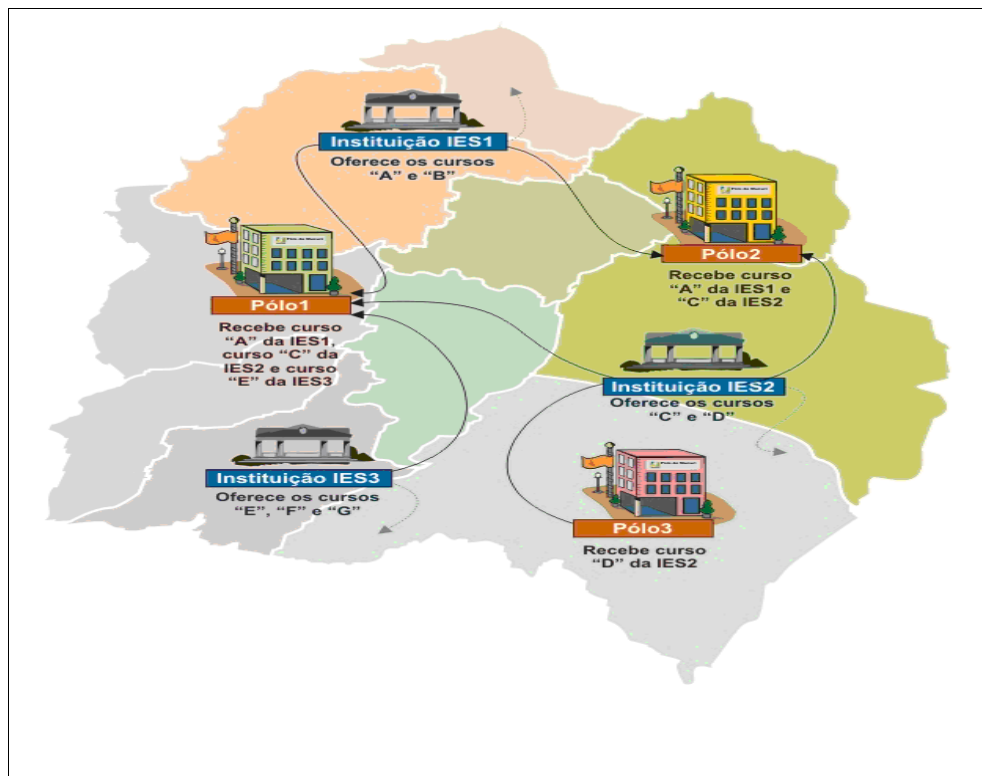 Instituição IES1
Oferece os cursos
“A” e “B”
Pólo2
Recebe curso
“A” da IES1 e
“C” da IES2
Pólo1
Recebe curso
“A” da IES1,
curso “C” da
IES2 e curso
“E” da IES3
Instituição IES2
Oferece os cursos
“C” e “D”
Instituição IES3
Oferece os cursos
“E”, “F” e “G”
Pólo3
Recebe curso
“D” da IES2